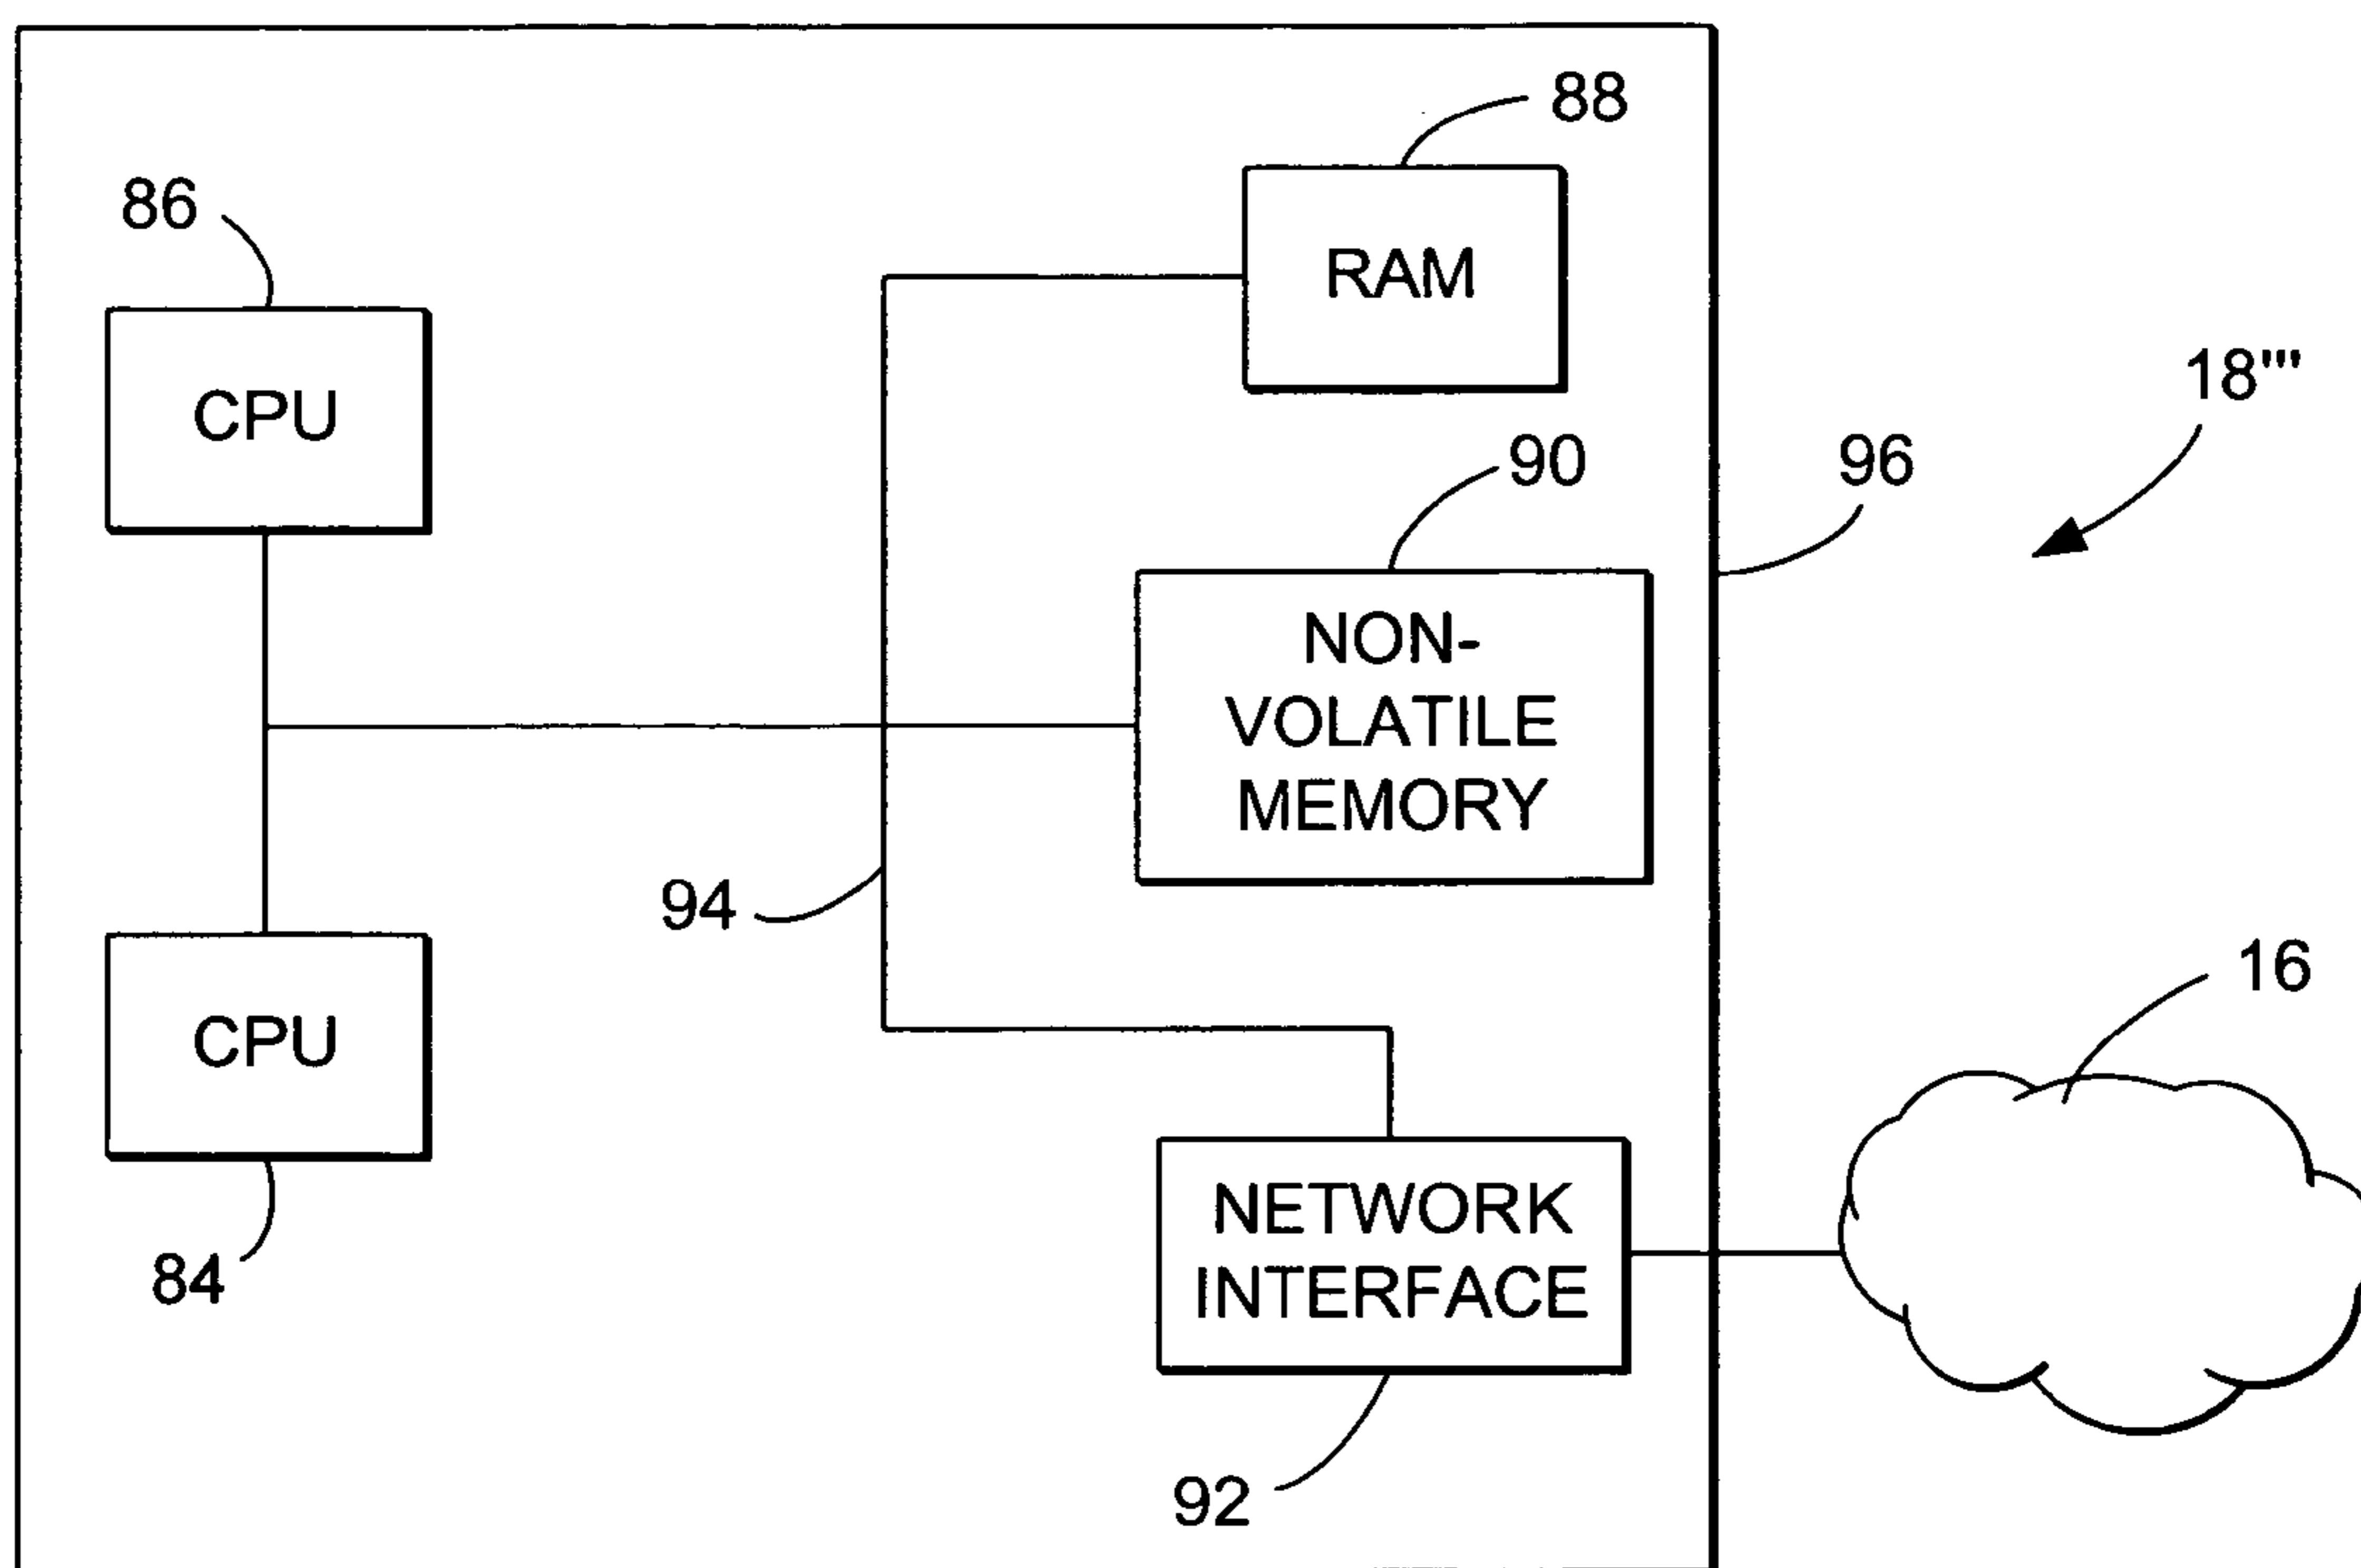 88
86
RAM
18'''
CPU
90
96
NON-
VOLATILE
MEMORY
94
16
CPU
NETWORK
INTERFACE
84
92